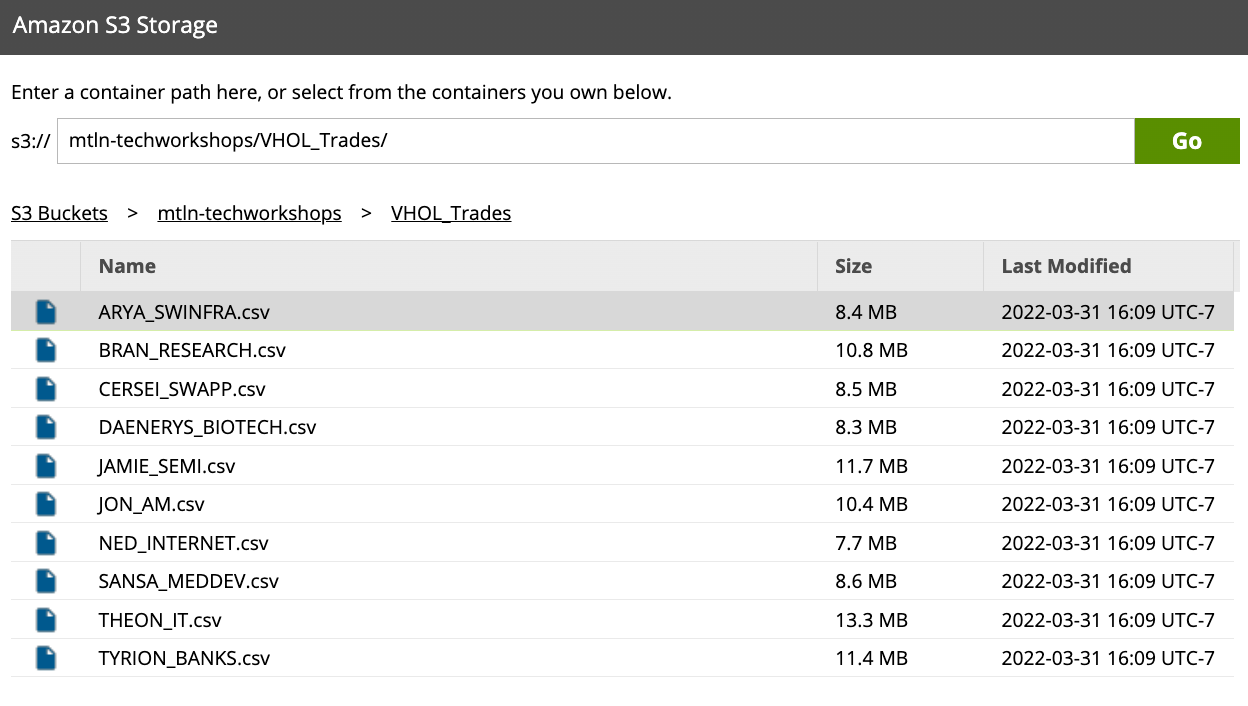 Amazon S3 Storage
Enter a container path here, or select from the containers you own below.
s3:// mtln-techworkshops/VHOL_Trades/ Go
S3 Buckets > mtln-techworkshops > VHOL_Trades
Name Size Last Modified
ARYA_SWINFRA.csv 8.4 MB 2022-03-31 16:09 UTC-7
BRAN_RESEARCH.csv 10.8 MB 2022-03-31 16:09 UTC-7
CERSEI_SWAPP.csv 8.5 MB 2022-03-31 16:09 UTC-7
DAENERYS_BIOTECH.csv 8.3 MB 2022-03-31 16:09 UTC-7
JAMIE_SEMI.csv 11.7 MB 2022-03-31 16:09 UTC-7
JON_AM.csv 10.4 MB 2022-03-31 16:09 UTC-7
NED_INTERNET.csv 7.7 MB 2022-03-31 16:09 UTC-7
SANSA_MEDDEV.csv 8.6 MB 2022-03-31 16:09 UTC-7
THEON_IT.csv 13.3 MB 2022-03-31 16:09 UTC-7
TYRION_BANKS.csv 11.4 MB 2022-03-31 16:09 UTC-7